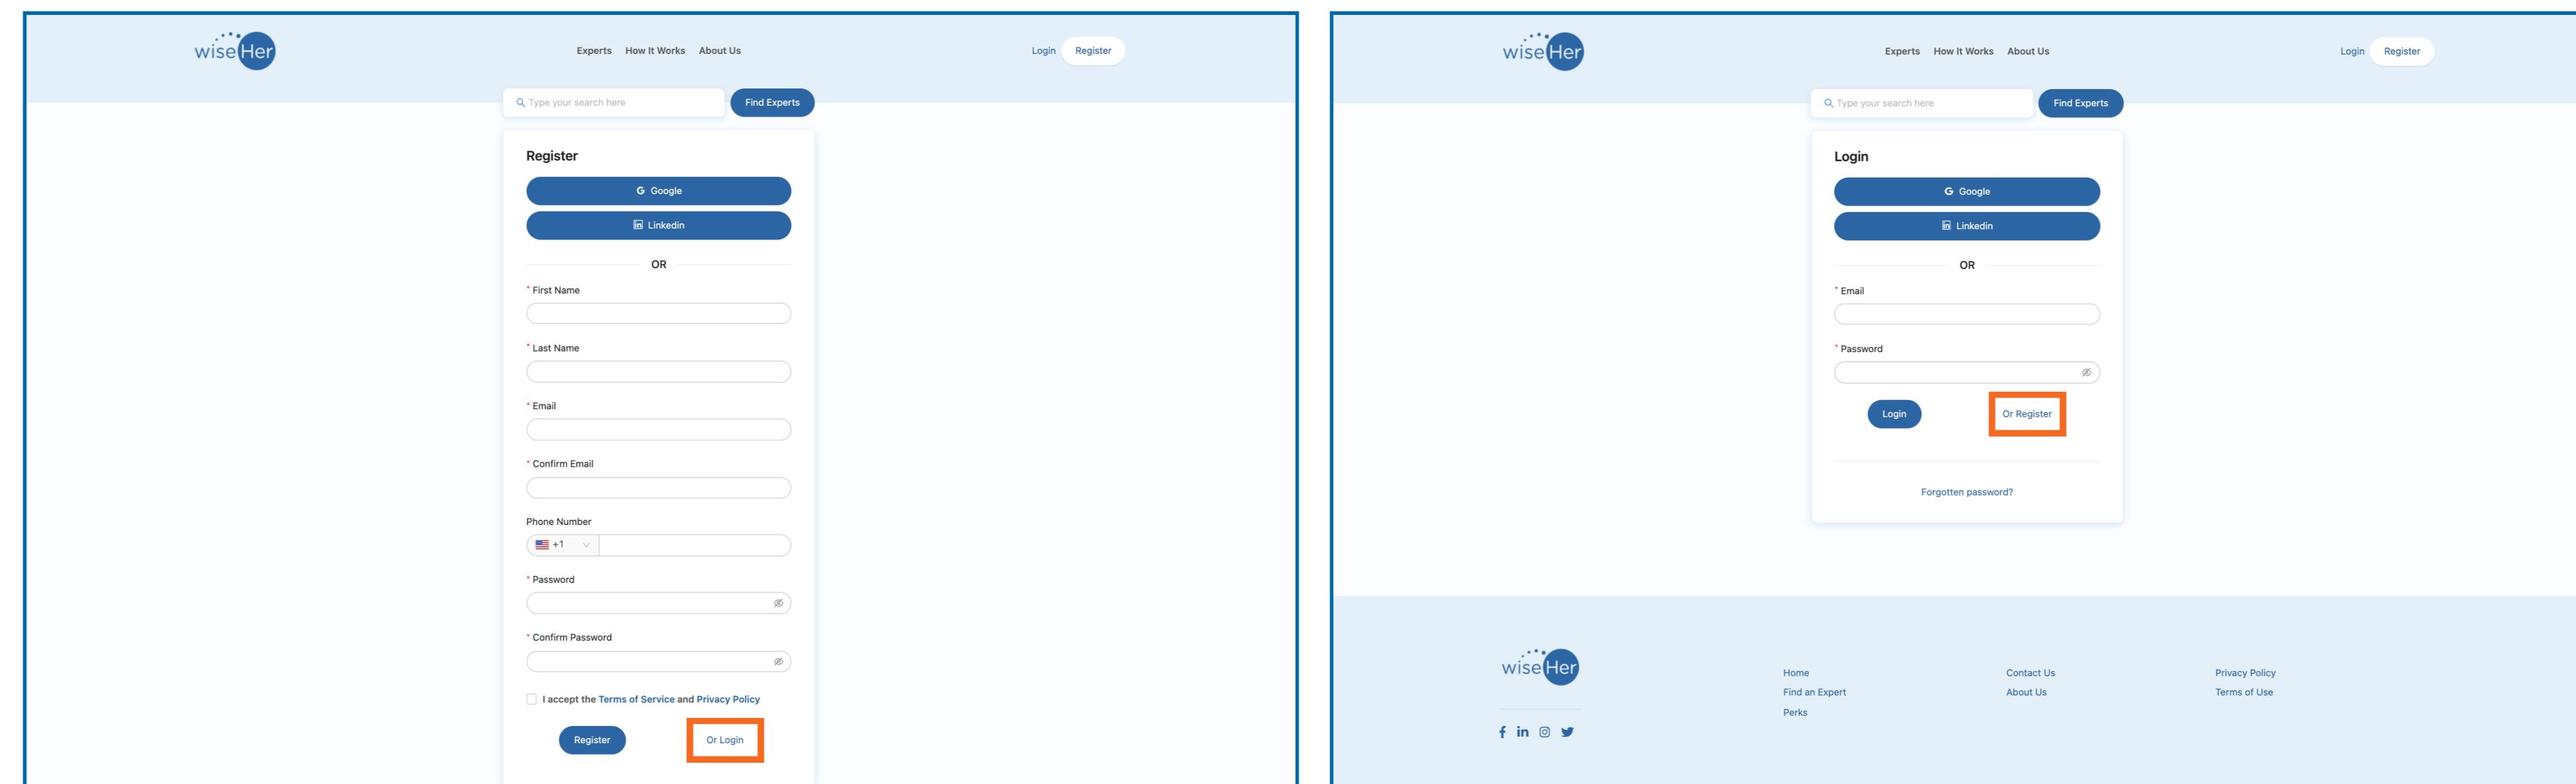 wiseHer
Experts How It Works About Us
Login Register
Type your search here
Find Experts
Register
G Google
in Linkedin
OR
* First Name
* Last Name
* Email
* Confirm Email
Phone Number
+1
* Password
* Confirm Password
I accept the Terms of Service and Privacy Policy
Register Or Login
wiseHer
Experts How It Works About Us
Login Register
Type your search here
Find Experts
Login
G Google
in Linkedin
OR
* Email
* Password
Login Or Register
Forgotten password?
wiseHer
Home
Find an Expert
Perks
Contact Us
About Us
Privacy Policy
Terms of Use
f in